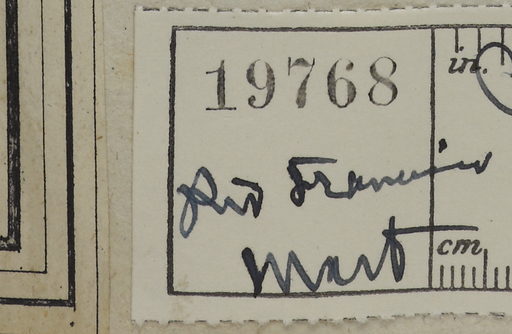 19768 in.
Rio Francisco
Mart cm